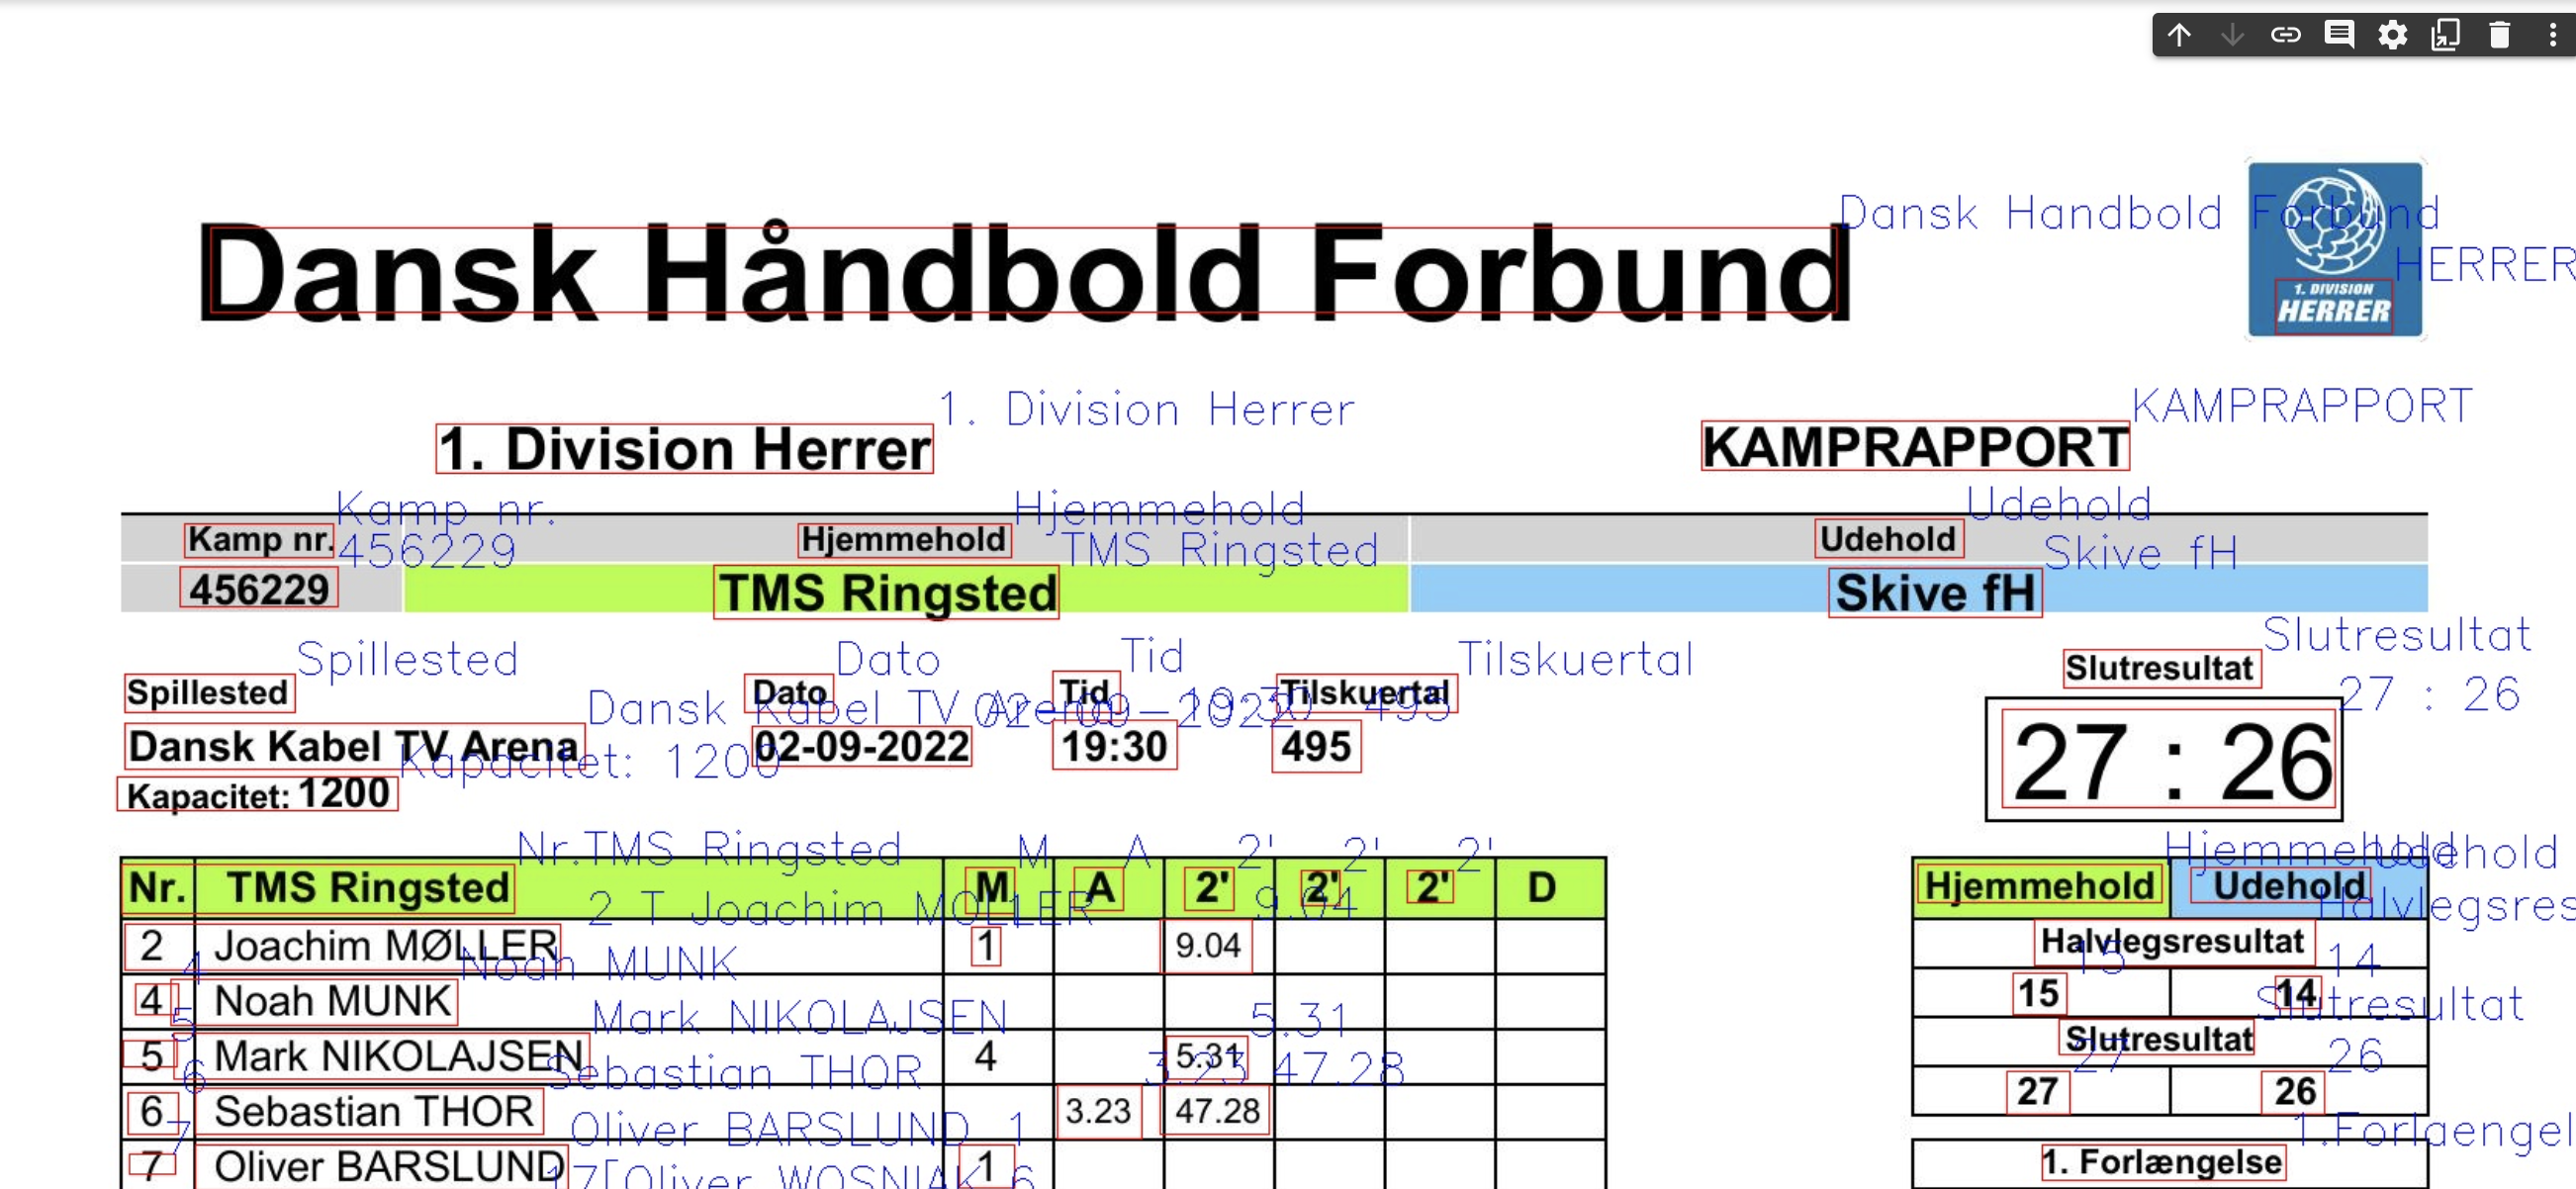 Dansk Håndbold Forbund
Dansk Handbold Forbund
1. DIVISION
HERRER
HERRER
1. Division Herrer
1. Division Herrer
KAMPRAPPORT
KAMPRAPPORT
Kamp nr. Hjemmehold Udehold
Kamp nr. Hjemmehold Udehold
456229 TMS Ringsted Skive fH
456229 TMS Ringsted Skive fH
Spillested Dato Tid Tilskuertal Slutresultat
Spillested Dato Tid Tilskuertal Slutresultat
Dansk Kabel TV Arena 02-09-2022 19:30 495 27 : 26
Dansk Kabel TV Arena 02-09-2022 19:30 495 27 : 26
Kapacitet: 1200
Kapacitet: 1200
Nr.TMS Ringsted M A 2' 2' 2' Hjemmehold Udehold
Nr. TMS Ringsted M A 2' 2' 2' D Hjemmehold Udehold
2 T Joachim MOLLER 1 9.04
2 Joachim MØLLER 1 9.04 Halvlegsresultat
4 Noah MUNK 15 14
4 Noah MUNK 15 14
5 Mark NIKOLAJSEN 5.31 Slutresultat
5 Mark NIKOLAJSEN 4 5.31 Slutresultat
6 Sebastian THOR 3.23 47.28 27 26
6 Sebastian THOR 3.23 47.28 27 26
7 Oliver BARSLUND 1
7 Oliver BARSLUND 1 1. Forlængelse
Oliver WOSNIAK 6